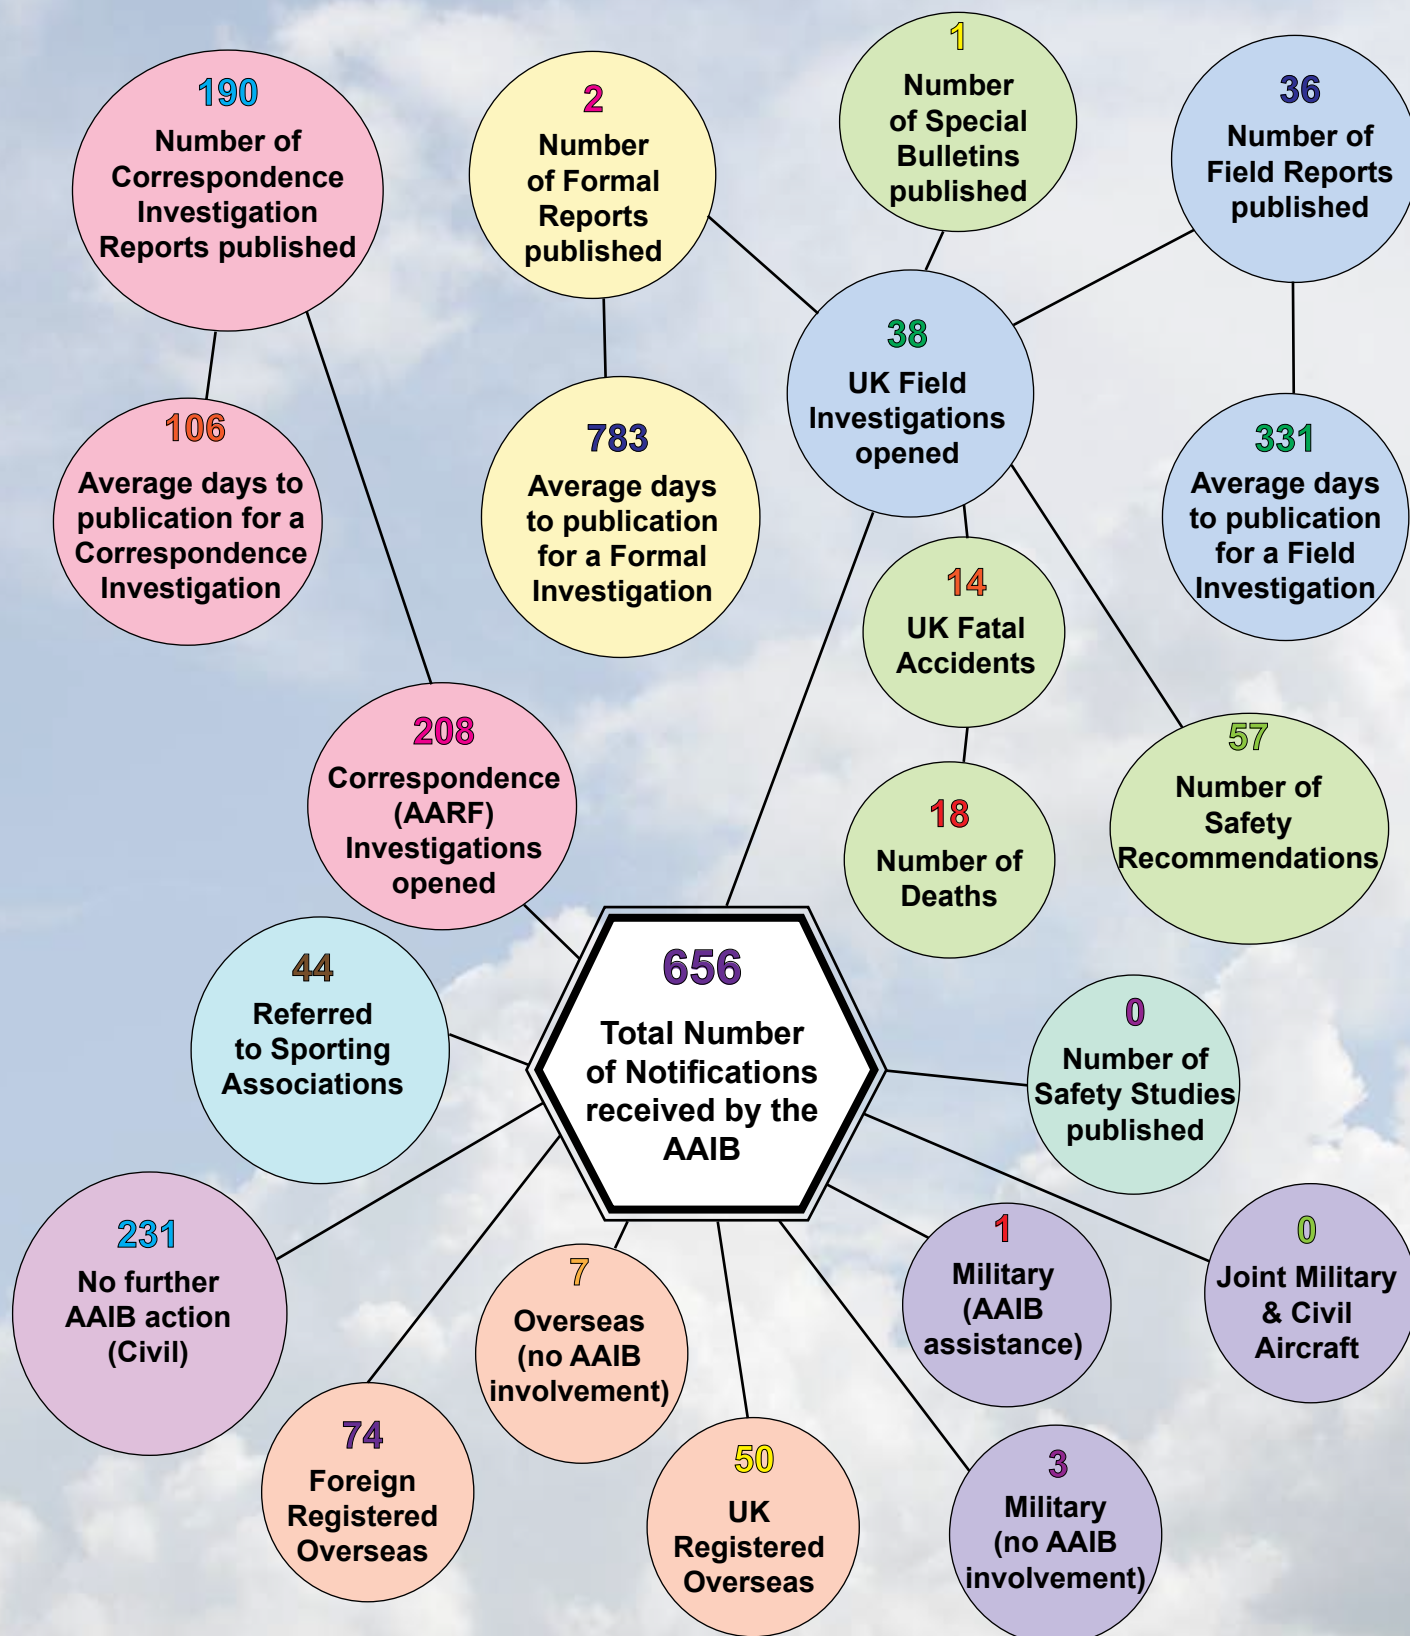 190
Number of
Correspondence
Investigation
Reports published
2
Number
of Formal
Reports
published
1
Number
of Special
Bulletins
published
36
Number of
Field Reports
published
106
Average days to
publication for a
Correspondence
Investigation
783
Average days
to publication
for a Formal
Investigation
38
UK Field
Investigations
opened
331
Average days
to publication
for a Field
Investigation
14
UK Fatal
Accidents
208
Correspondence
(AARF)
Investigations
opened
18
Number of
Deaths
57
Number of
Safety
Recommendations
44
Referred
to Sporting
Associations
656
Total Number
of Notifications
received by the
AAIB
0
Number of
Safety Studies
published
231
No further
AAIB action
(Civil)
7
Overseas
(no AAIB
involvement)
1
Military
(AAIB
assistance)
0
Joint Military
& Civil
Aircraft
74
Foreign
Registered
Overseas
50
UK
Registered
Overseas
3
Military
(no AAIB
involvement)